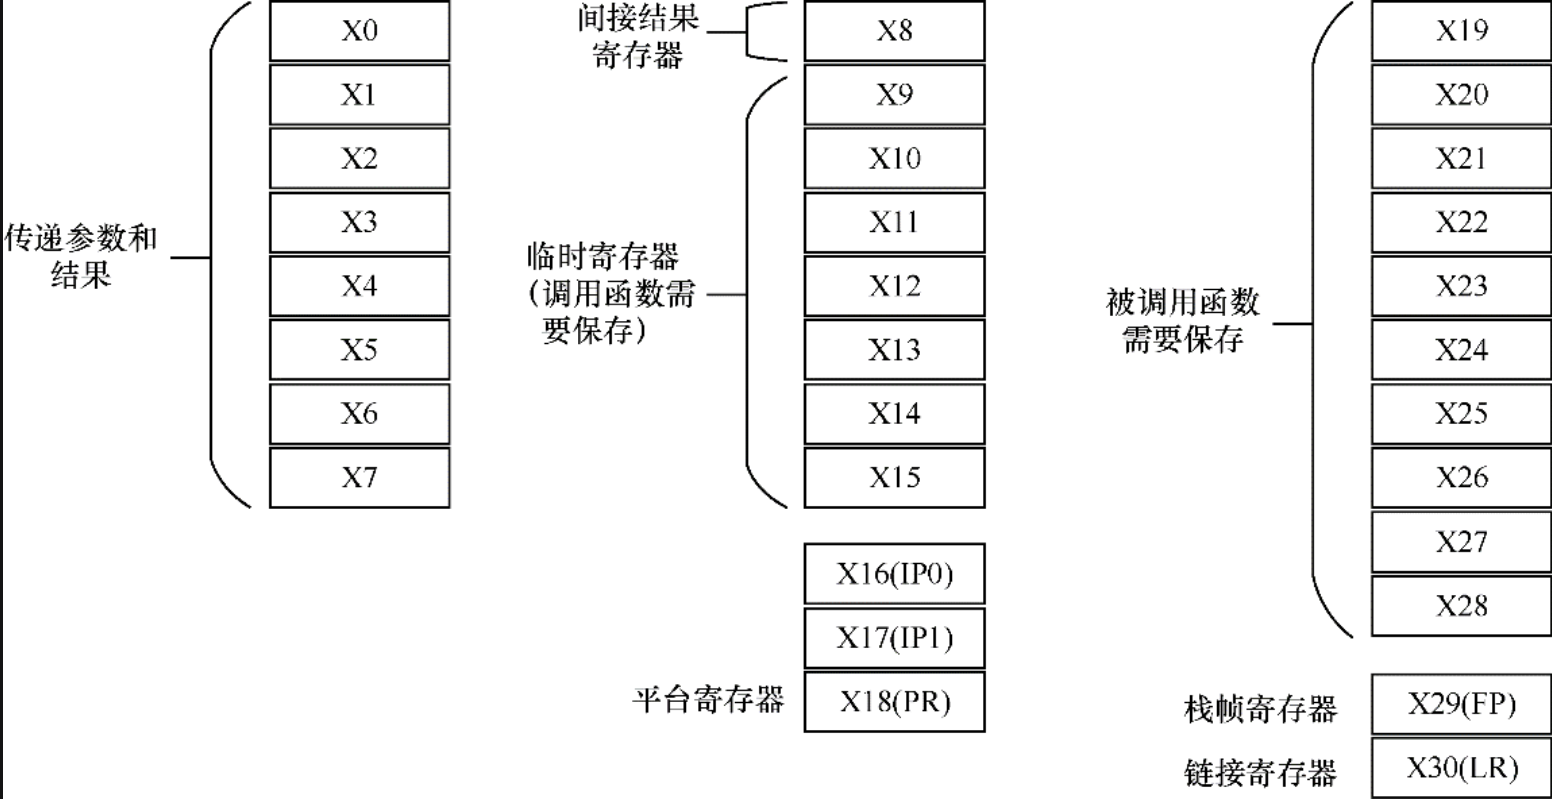 传递参数和
结果
X0
X1
X2
X3
X4
X5
X6
X7
间接结果
寄存器
X8
临时寄存器
（调用函数需
要保存）
X9
X10
X11
X12
X13
X14
X15
X16(IP0)
X17(IP1)
平台寄存器
X18(PR)
被调用函数
需要保存
X19
X20
X21
X22
X23
X24
X25
X26
X27
X28
栈帧寄存器
X29(FP)
链接寄存器
X30(LR)